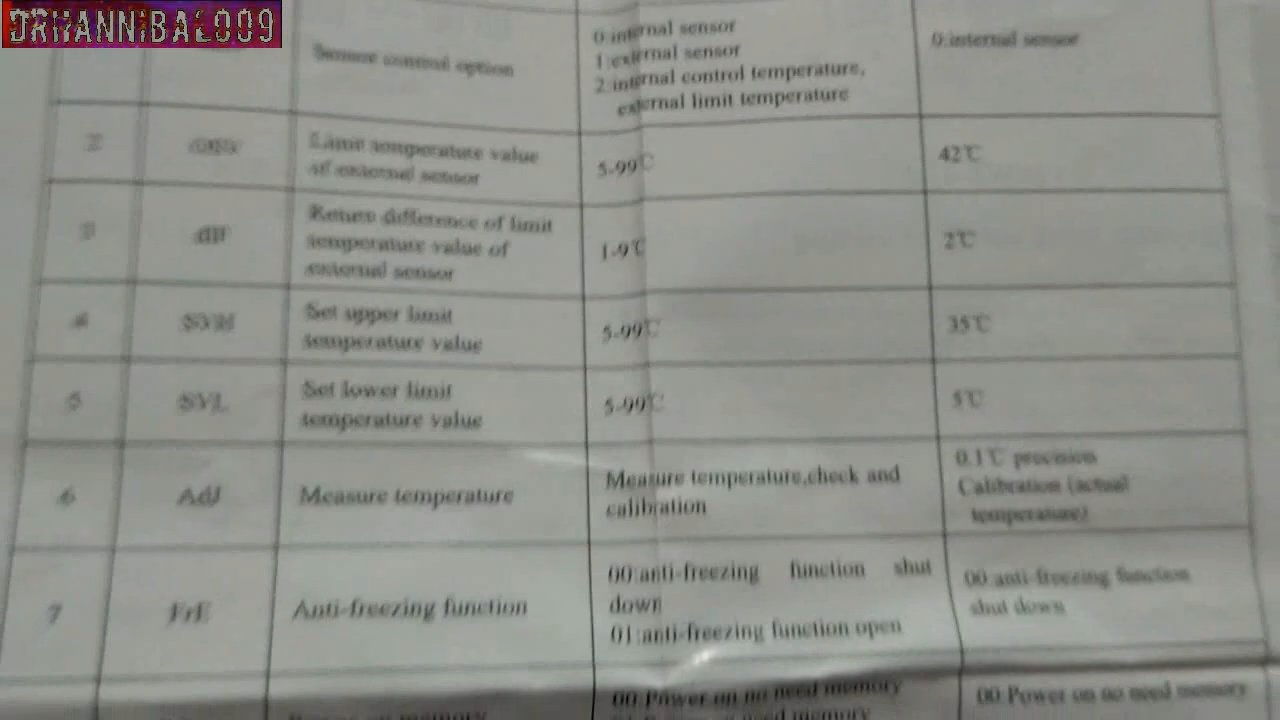 DRHANNIBAL009
Sensor control option
0:internal sensor
1:external sensor
2:internal control temperature,
external limit temperature
0:internal sensor
2
Limit temperature value
of external sensor
5-99℃
42℃
3
dIF
Return difference of limit
temperature value of
external sensor
1-9℃
2℃
4
SVH
Set upper limit
temperature value
5-99℃
35℃
5
SVL
Set lower limit
temperature value
5-99℃
5℃
6
AdJ
Measure temperature
Measure temperature,check and
calibration
0.1℃ precision
Calibration (actual
temperature)
7
FrE
Anti-freezing function
00:anti-freezing function shut
down
01:anti-freezing function open
00:anti-freezing function
shut down
00:Power on no need memory
00:Power on no need memory